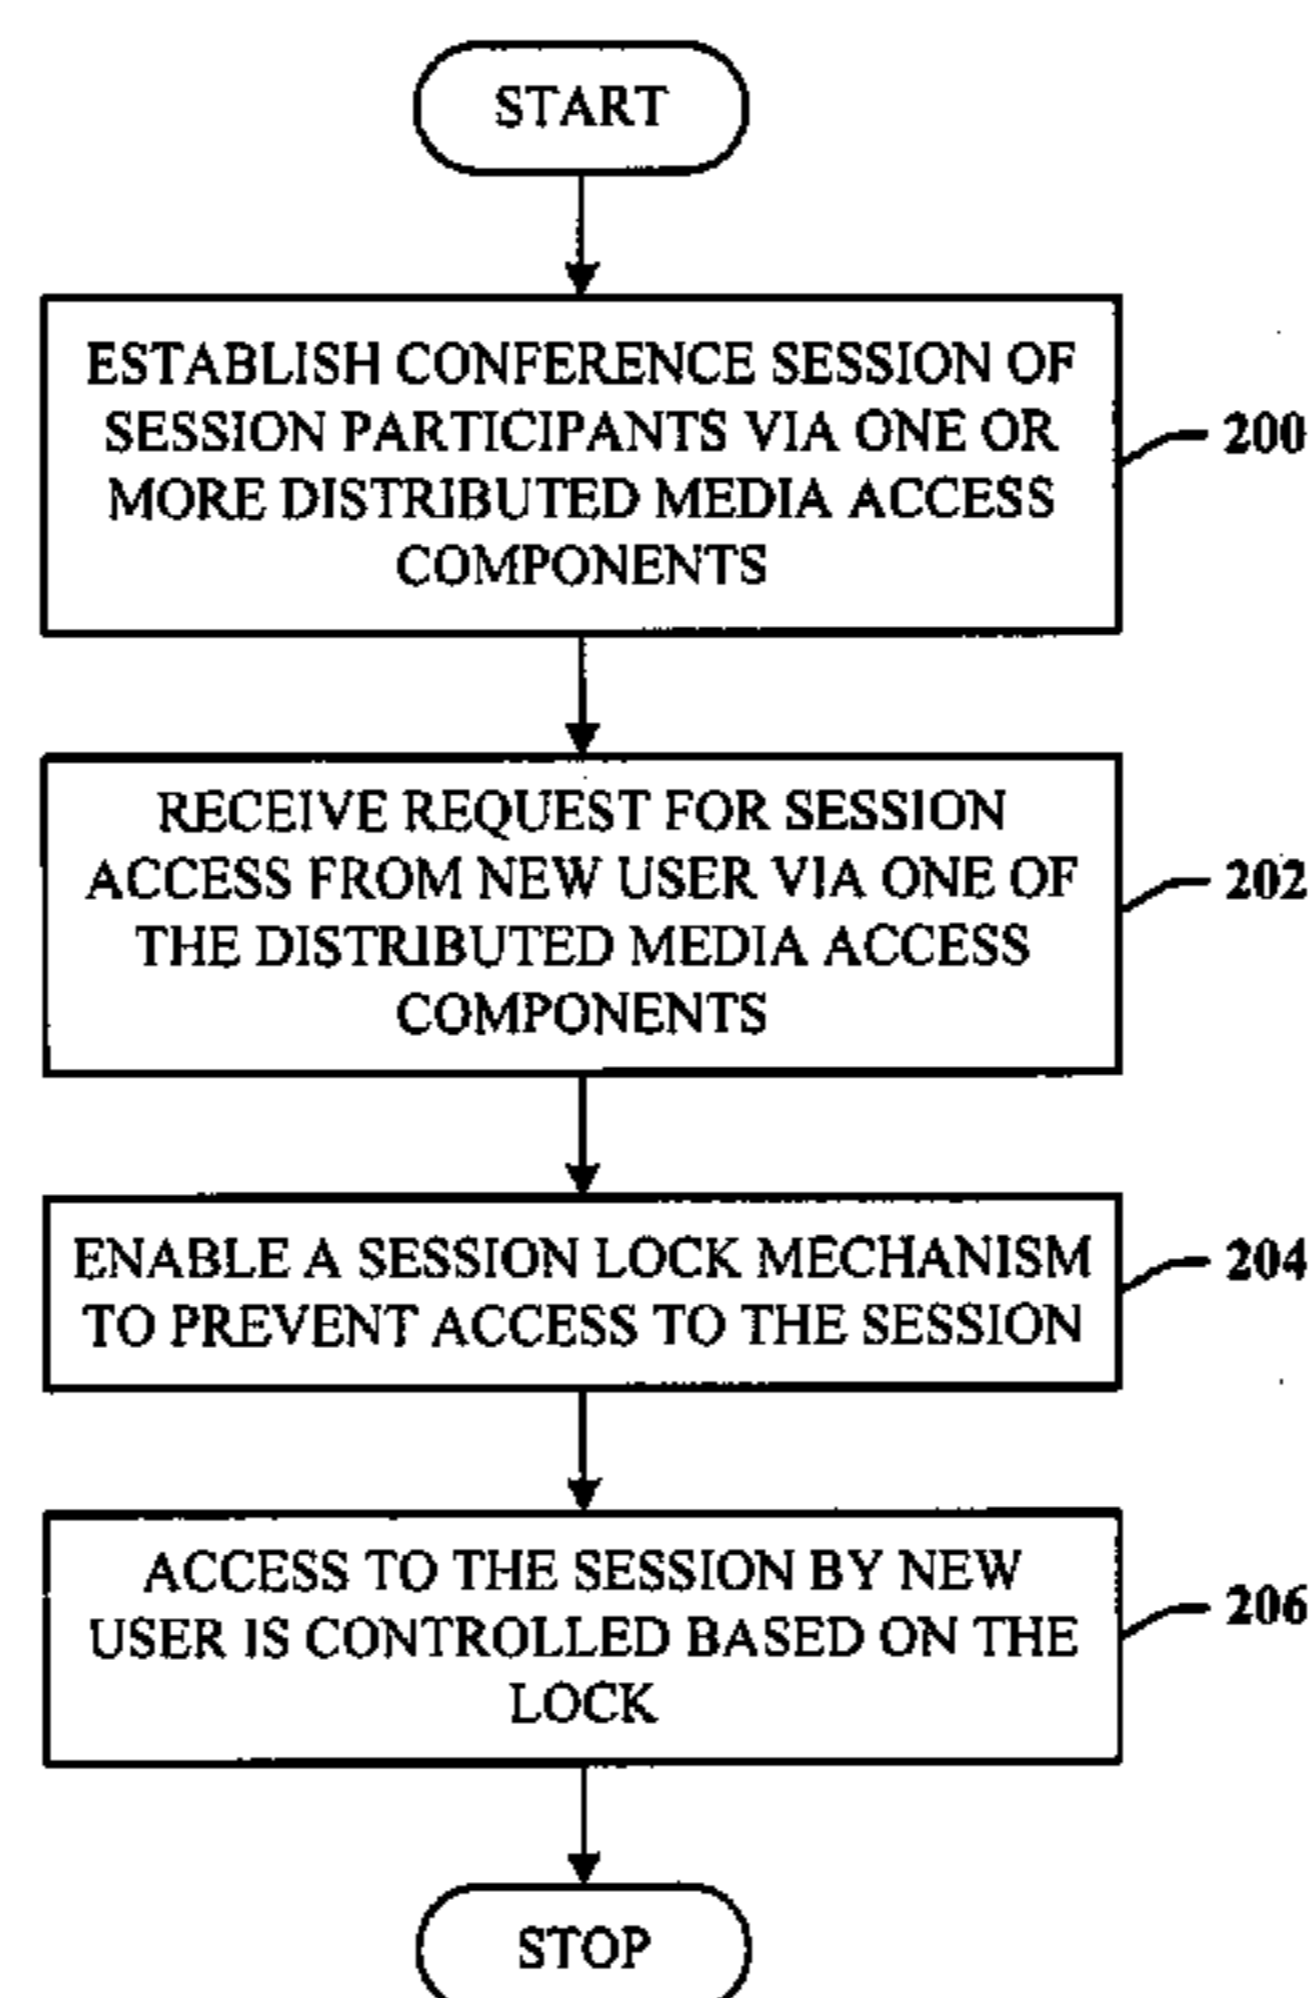 START
ESTABLISH CONFERENCE SESSION OF
SESSION PARTICIPANTS VIA ONE OR
MORE DISTRIBUTED MEDIA ACCESS
COMPONENTS
200
RECEIVE REQUEST FOR SESSION
ACCESS FROM NEW USER VIA ONE OF
THE DISTRIBUTED MEDIA ACCESS
COMPONENTS
202
ENABLE A SESSION LOCK MECHANISM
TO PREVENT ACCESS TO THE SESSION
204
ACCESS TO THE SESSION BY NEW
USER IS CONTROLLED BASED ON THE
LOCK
206
STOP